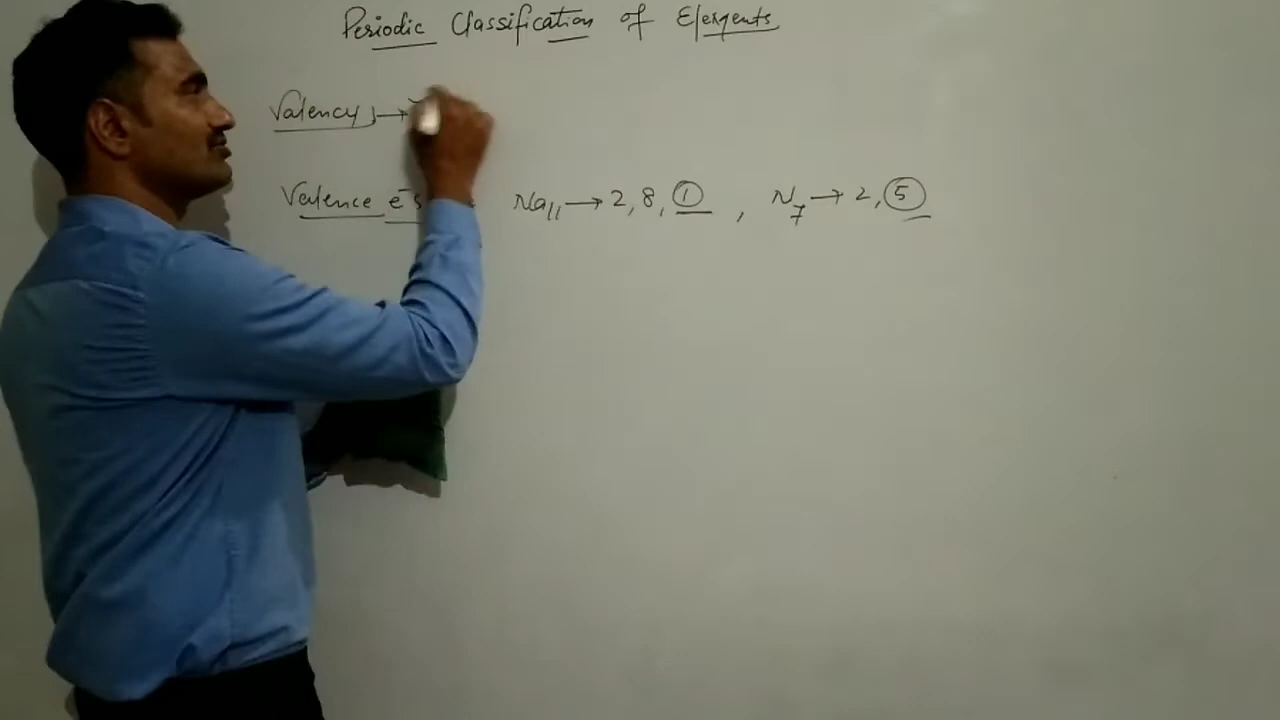 Periodic Classification of Elements
Valency →
Valence e⁻s Na₁₁ → 2,8,① , N₇ → 2,⑤